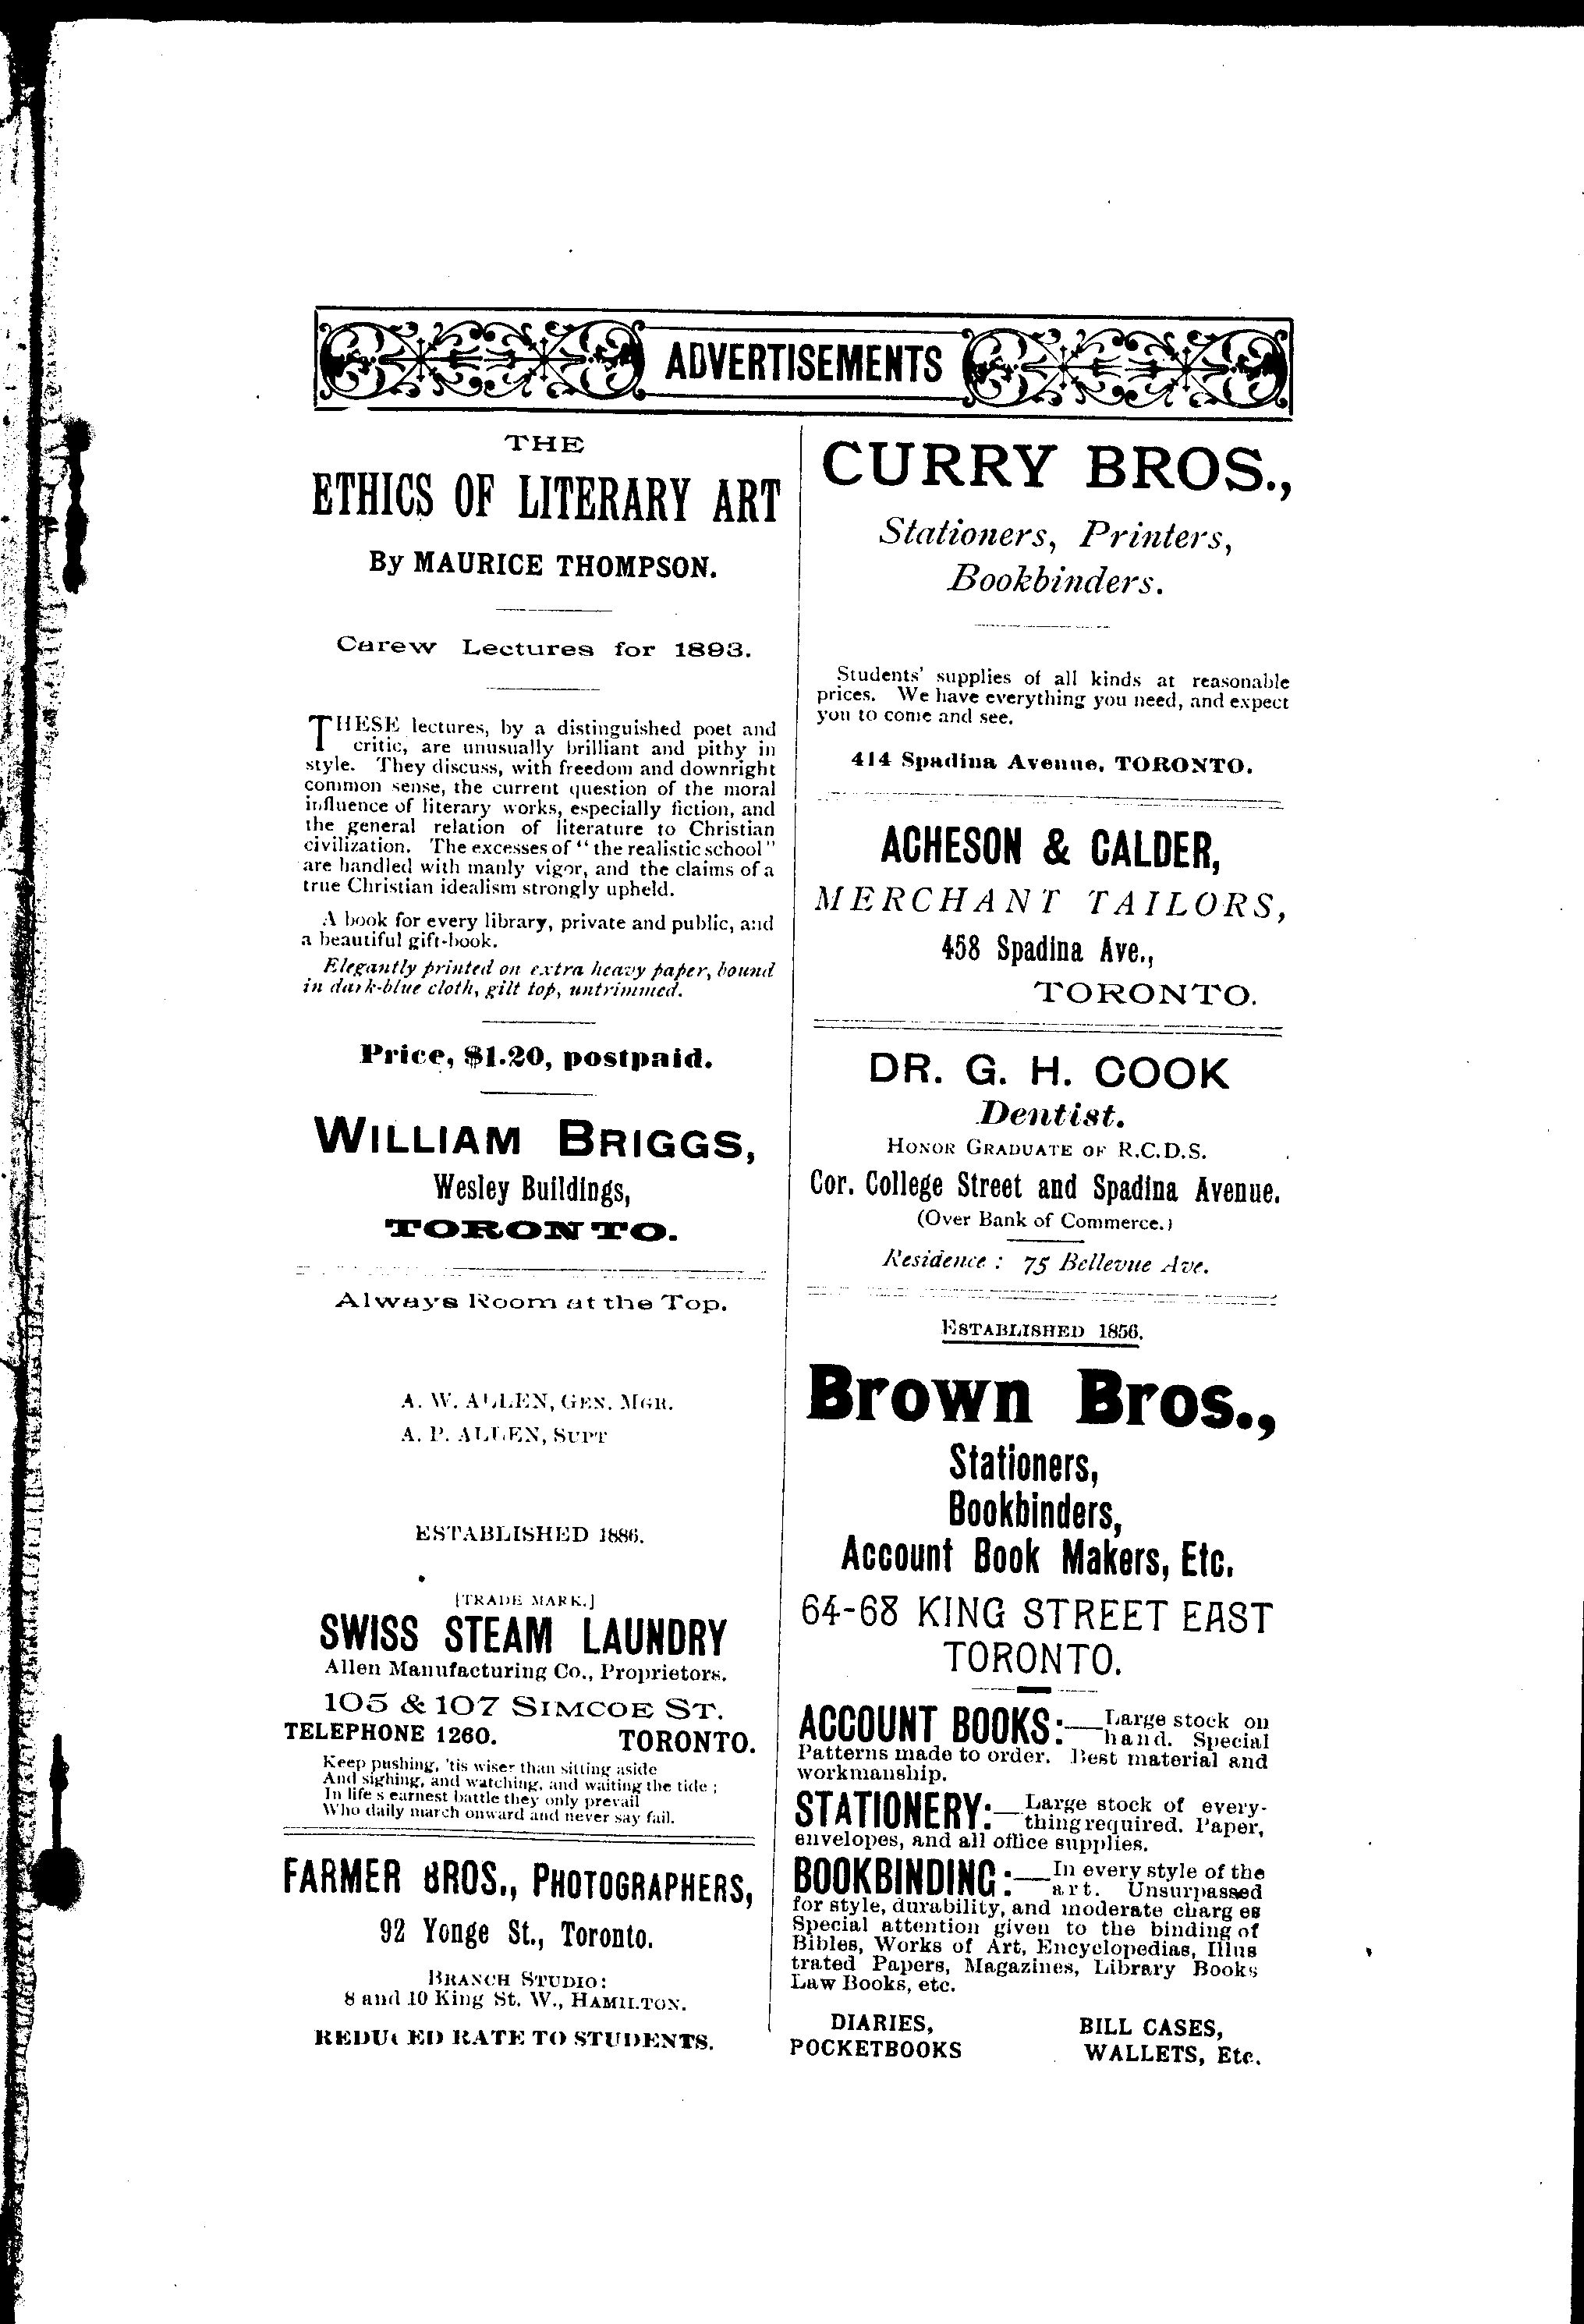 ADVERTISEMENTS
THE
ETHICS OF LITERARY ART
By MAURICE THOMPSON.
Carew Lectures for 1893.
THESE lectures, by a distinguished poet and
critic, are unusually brilliant and pithy in
style. They discuss, with freedom and downright
common sense, the current question of the moral
influence of literary works, especially fiction, and
the general relation of literature to Christian
civilization. The excesses of "the realistic school"
are handled with manly vigor, and the claims of a
true Christian idealism strongly upheld.
A book for every library, private and public, and
a beautiful gift-book.
Elegantly printed on extra heavy paper, bound
in dark-blue cloth, gilt top, untrimmed.
Price, $1.20, postpaid.
WILLIAM BRIGGS,
Wesley Buildings,
TORONTO.
Always Room at the Top.
A. W. ALLEN, GEN. MGR.
A. P. ALLEN, SUPT
ESTABLISHED 1886.
[TRADE MARK.]
SWISS STEAM LAUNDRY
Allen Manufacturing Co., Proprietors.
105 & 107 SIMCOE ST.
TELEPHONE 1260. TORONTO.
Keep pushing, 'tis wiser than sitting aside
And sighing, and watching, and waiting the tide;
In life's earnest battle they only prevail
Who daily march onward and never say fail.
FARMER BROS., PHOTOGRAPHERS,
92 Yonge St., Toronto.
BRANCH STUDIO:
8 and 10 King St. W., HAMILTON.
REDUCED RATE TO STUDENTS.
CURRY BROS.,
Stationers, Printers,
Bookbinders.
Students' supplies of all kinds at reasonable
prices. We have everything you need, and expect
you to come and see.
414 Spadina Avenue, TORONTO.
ACHESON & CALDER,
MERCHANT TAILORS,
458 Spadina Ave.,
TORONTO.
DR. G. H. COOK
Dentist.
HONOR GRADUATE OF R.C.D.S.
Cor. College Street and Spadina Avenue.
(Over Bank of Commerce.)
Residence: 75 Bellevue Ave.
ESTABLISHED 1856.
Brown Bros.,
Stationers,
Bookbinders,
Account Book Makers, Etc.
64-68 KING STREET EAST
TORONTO.
ACCOUNT BOOKS:—Large stock on
hand. Special
Patterns made to order. Best material and
workmanship.
STATIONERY:—Large stock of every-
thing required. Paper,
envelopes, and all office supplies.
BOOKBINDING:—In every style of the
art. Unsurpassed
for style, durability, and moderate charg es
Special attention given to the binding of
Bibles, Works of Art, Encyclopedias, Illus
trated Papers, Magazines, Library Books
Law Books, etc.
DIARIES, BILL CASES,
POCKETBOOKS WALLETS, Etc.